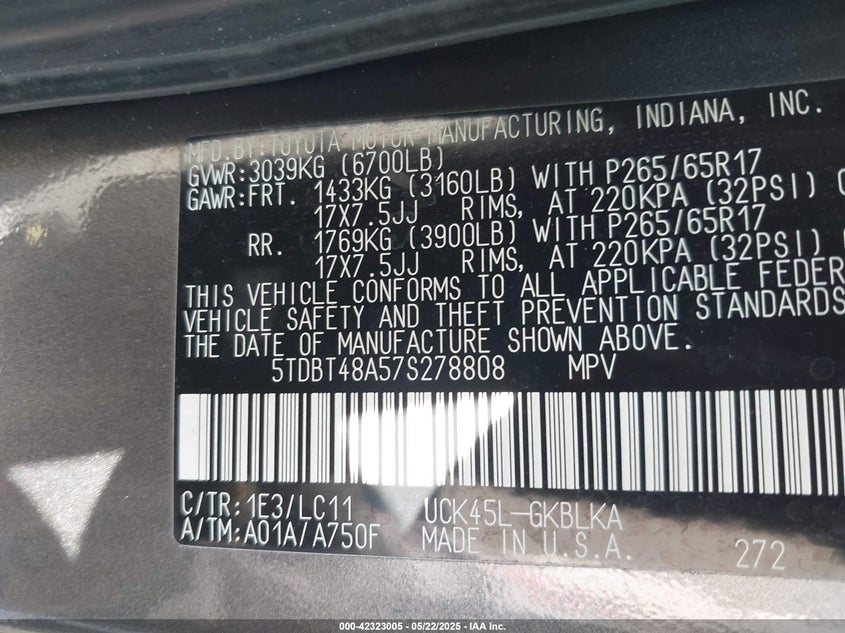 MFD.BY:TOYOTA MOTOR MANUFACTURING, INDIANA, INC.
GVWR:3039KG (6700LB)
GAWR:FRT. 1433KG (3160LB) WITH P265/65R17
17X7.5JJ RIMS, AT 220KPA (32PSI) (
RR. 1769KG (3900LB) WITH P265/65R17
17X7.5JJ RIMS, AT 220KPA (32PSI) (
THIS VEHICLE CONFORMS TO ALL APPLICABLE FEDER
VEHICLE SAFETY AND THEFT PREVENTION STANDARDS
THE DATE OF MANUFACTURE SHOWN ABOVE.
5TDBT48A57S278808 MPV
C/TR:1E3/LC11 UCK45L-GKBLKA
A/TM:A01A/A750F MADE IN U.S.A. 272
000-42323005 - 05/22/2025 - IAA Inc.